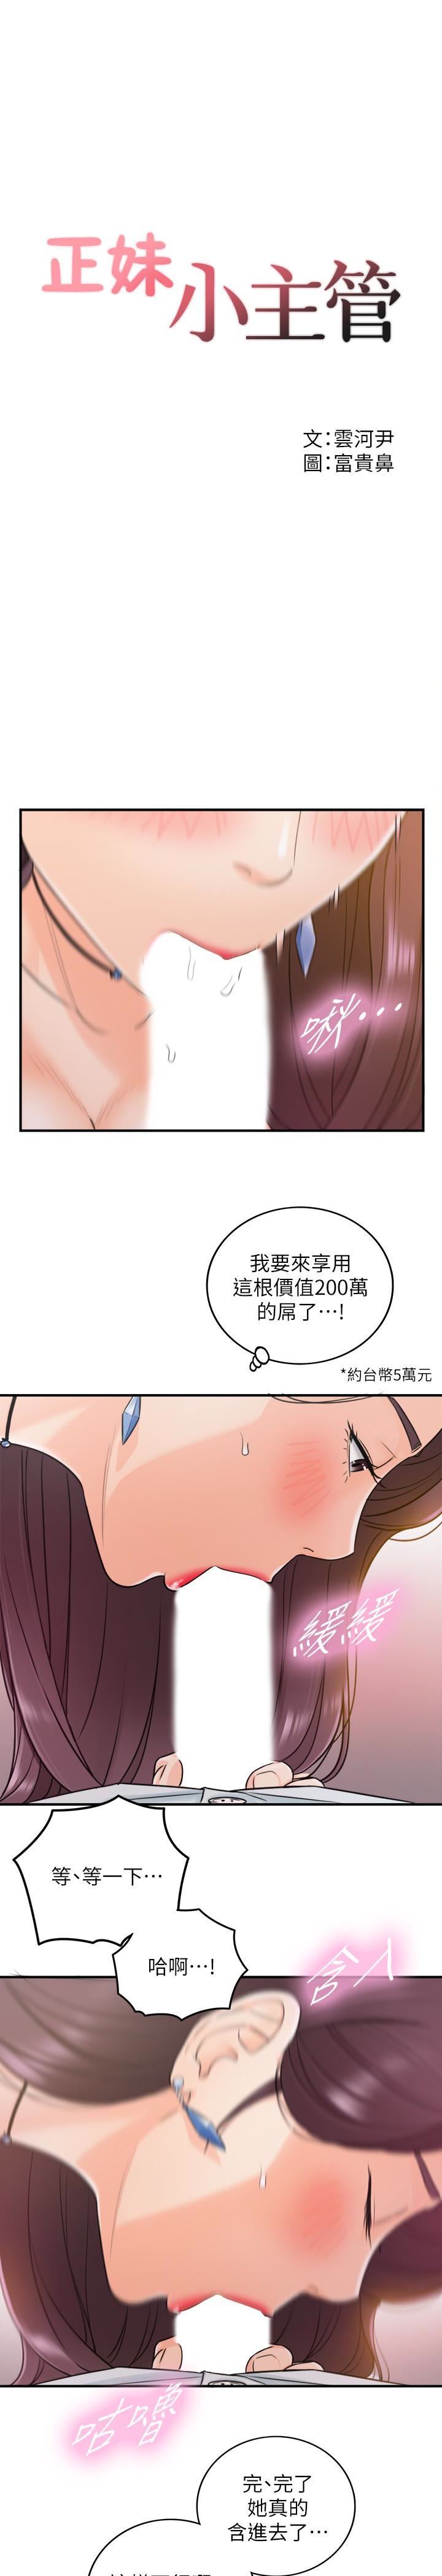 正妹
小主管
文：雲河尹
圖：富貴鼻
啾…
我要來享用
這根價值200萬
的屌了…!
*約台幣5萬元
緩緩
等、等一下…
哈啊…!
含入
咕嚕
完、完了
她真的
含進去了…